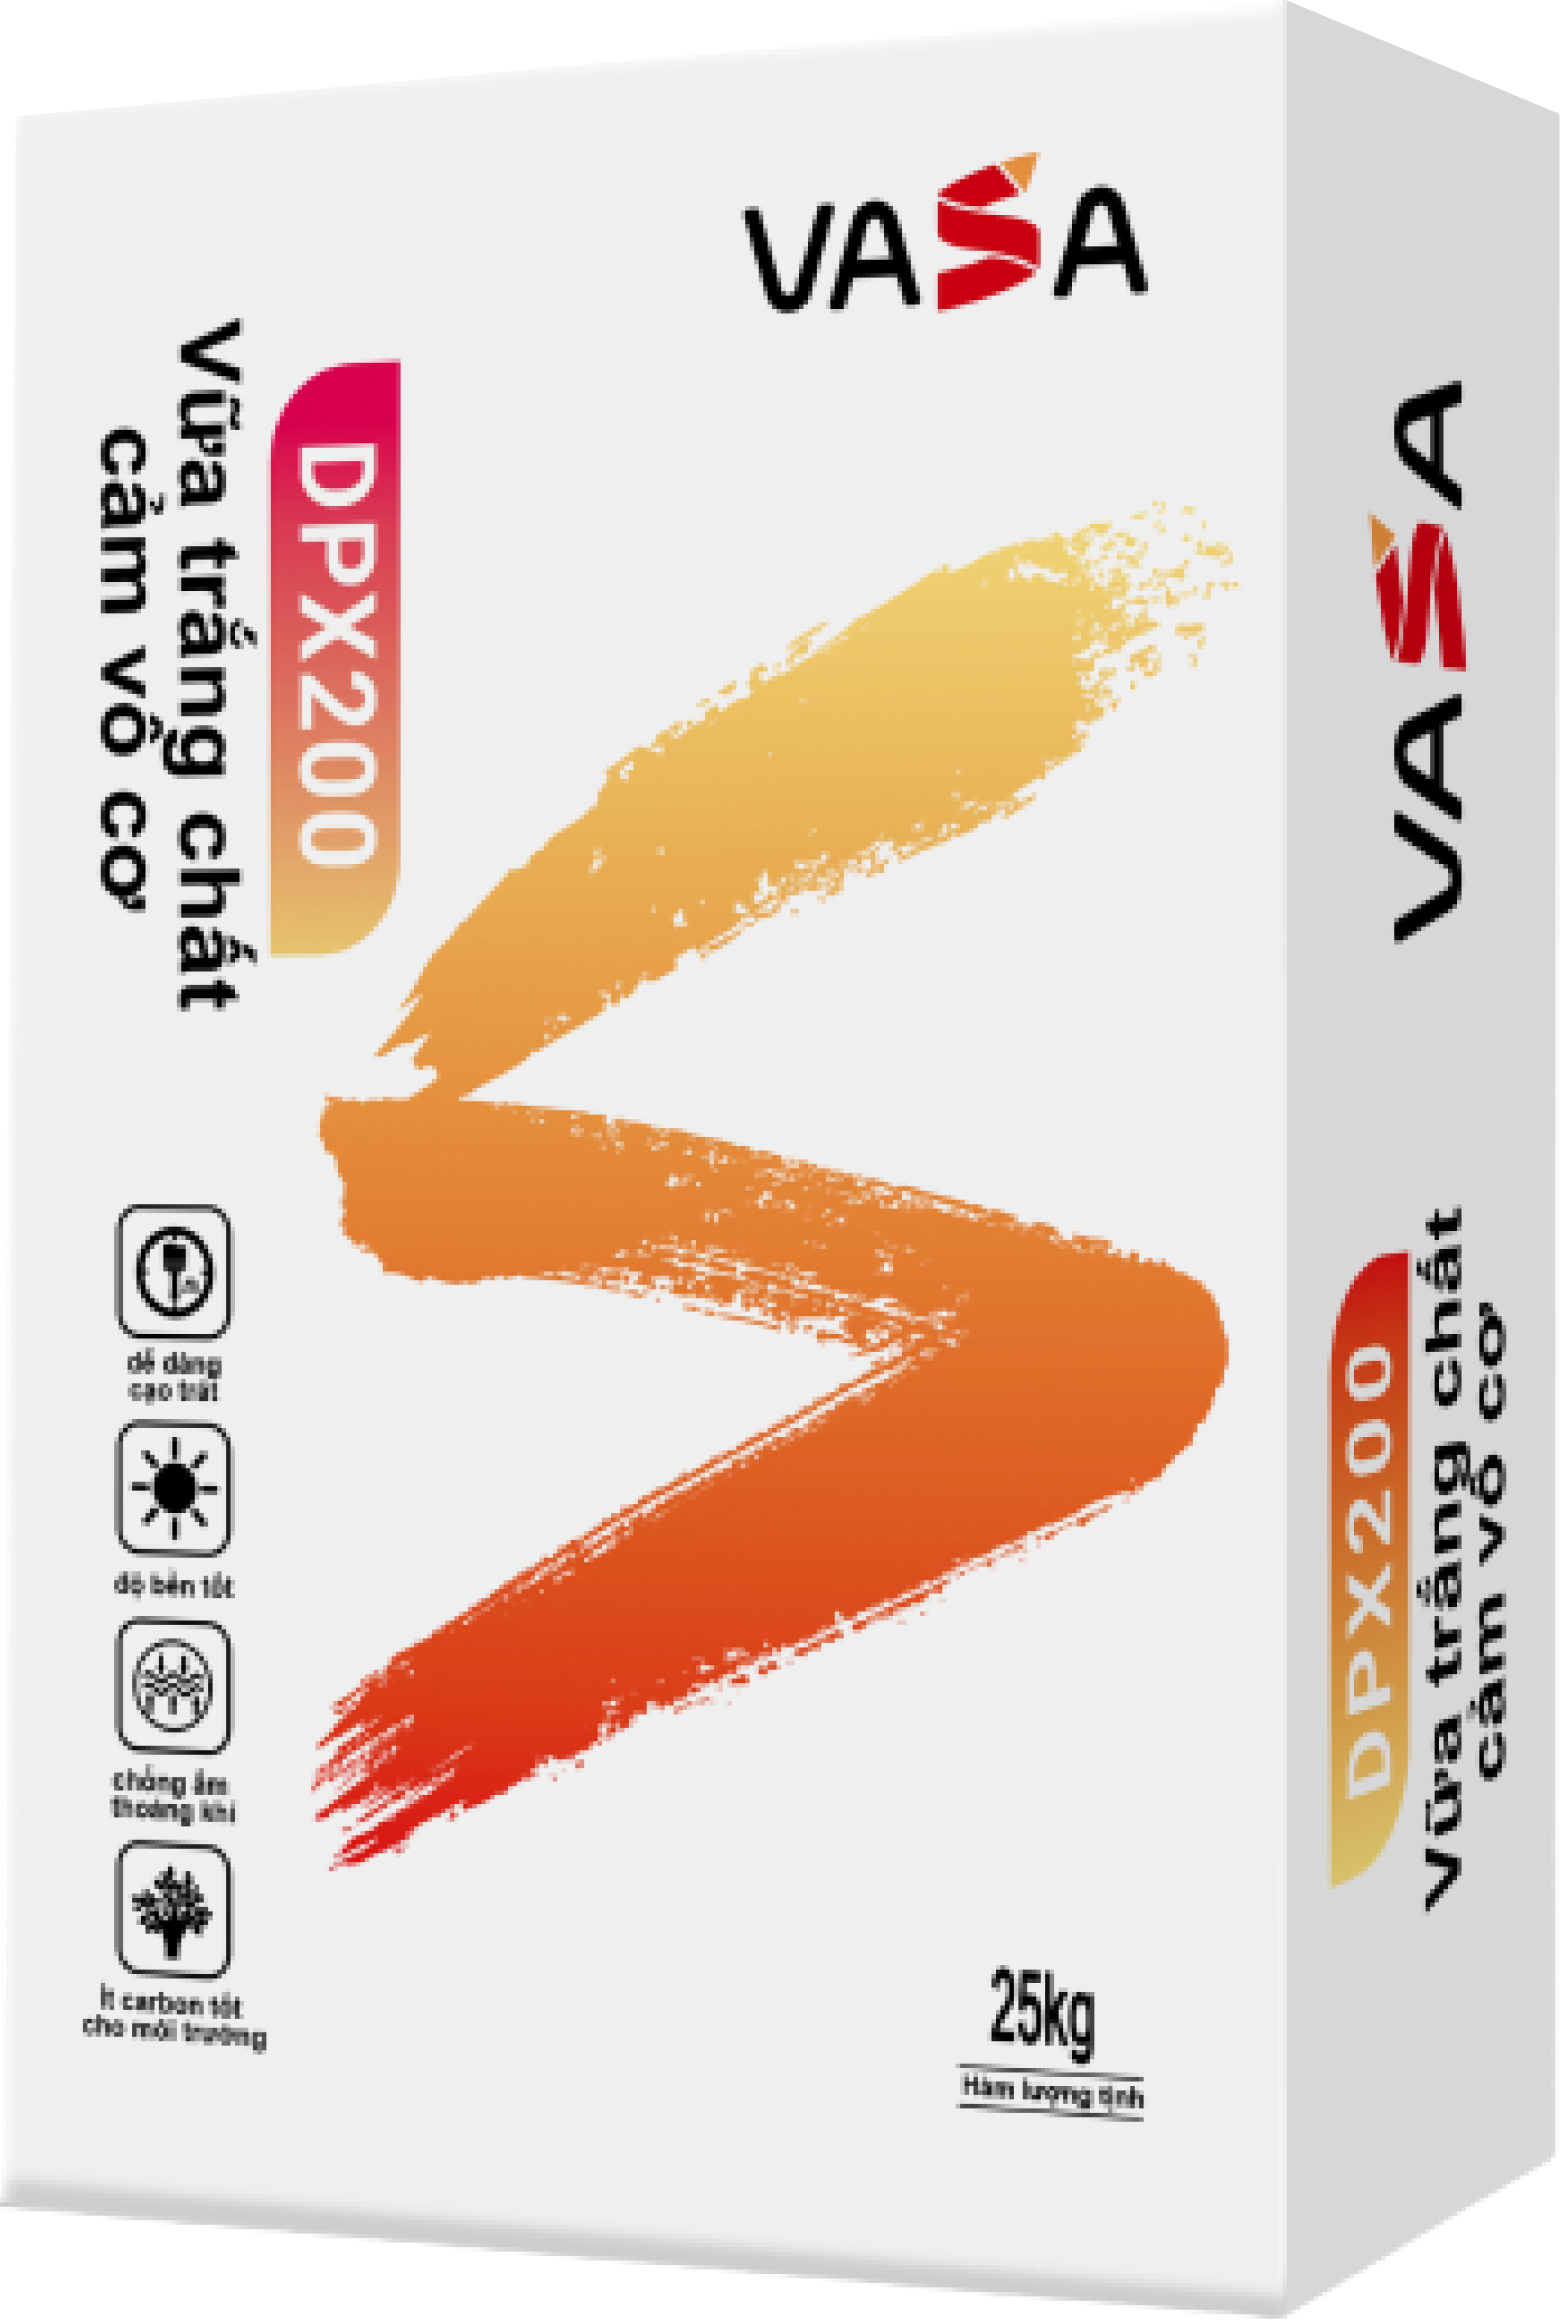 VASA
DPX200
Vữa trắng chất
cảm vô cơ
dễ dàng
cạo trát
độ bền tốt
chống ẩm
thoáng khí
ít carbon tốt
cho môi trường
25kg
Hàm lượng tịnh
VASA
DPX200
Vữa trắng chất
cảm vô cơ